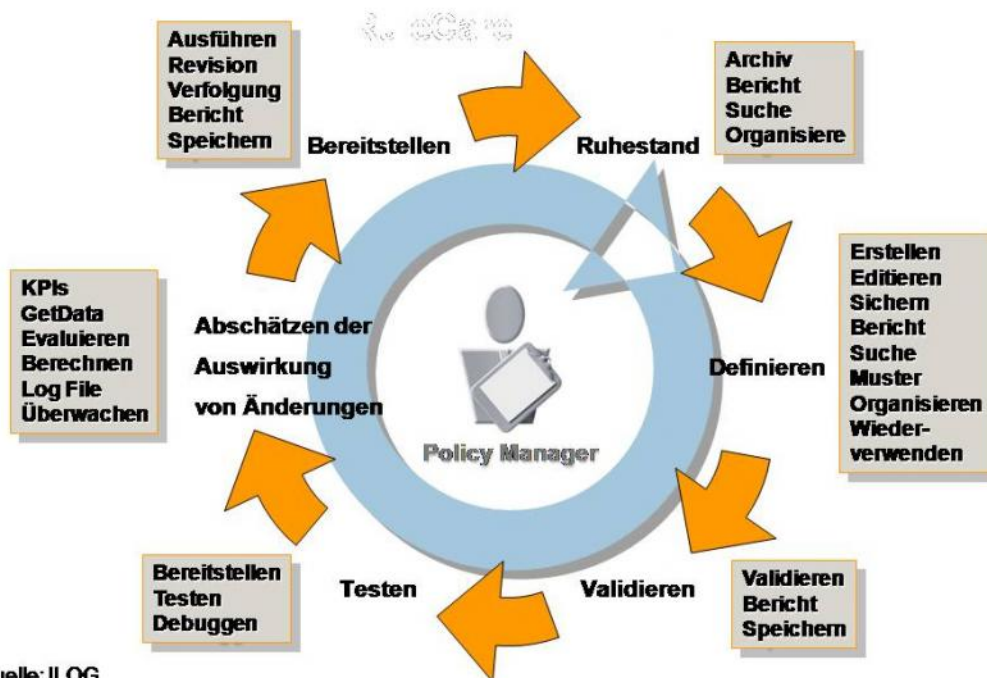 RuleCare
Ausführen
Revision
Verfolgung
Bericht
Speichern
Archiv
Bericht
Suche
Organisiere
Bereitstellen
Ruhestand
KPIs
GetData
Evaluieren
Berechnen
Log File
Überwachen
Abschätzen der
Auswirkung
von Änderungen
Policy Manager
Definieren
Erstellen
Editieren
Sichern
Bericht
Suche
Muster
Organisieren
Wieder-
verwenden
Bereitstellen
Testen
Debuggen
Testen
Validieren
Validieren
Bericht
Speichern
uelle: ILOG